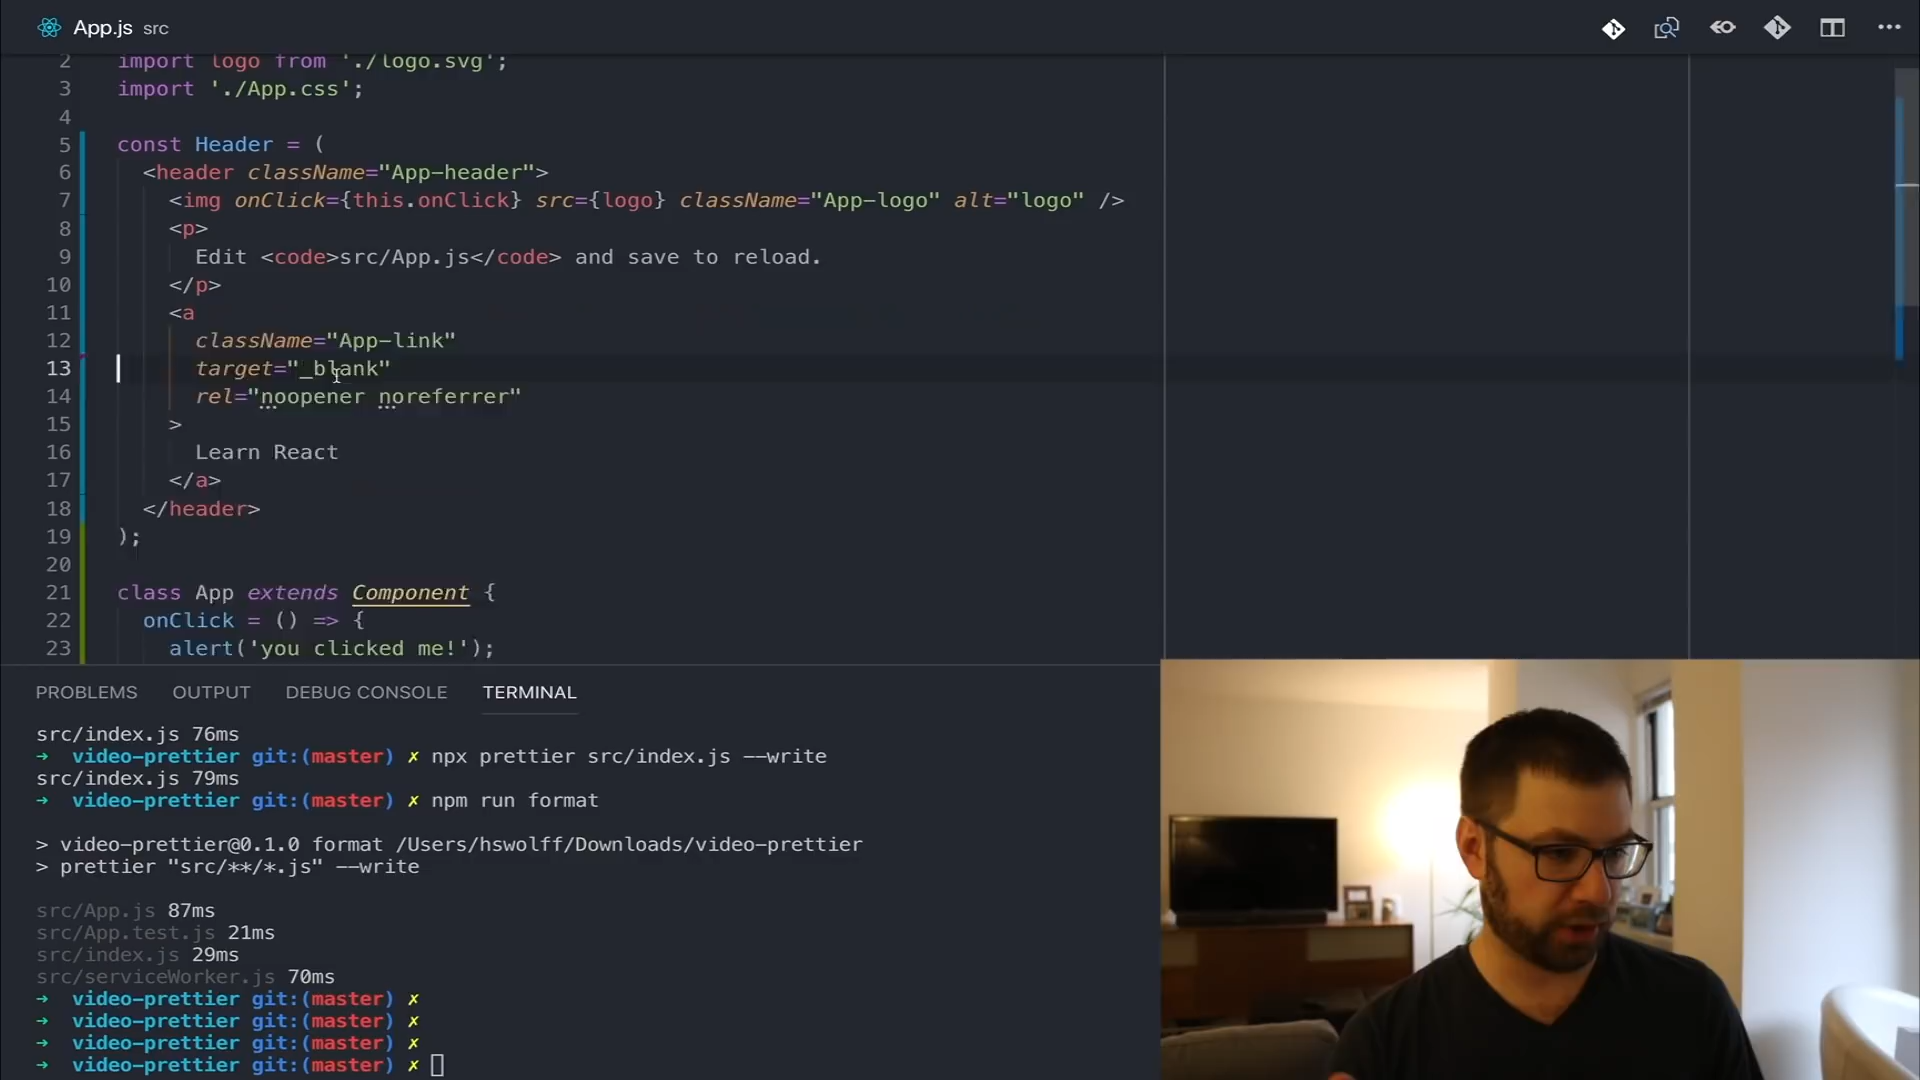 App.js src
2 import logo from './logo.svg';
3 import './App.css';
4
5 const Header = (
6 <header className="App-header">
7 <img onClick={this.onClick} src={logo} className="App-logo" alt="logo" />
8 <p>
9 Edit <code>src/App.js</code> and save to reload.
10 </p>
11 <a
12 className="App-link"
13 target="_blank"
14 rel="noopener noreferrer"
15 >
16 Learn React
17 </a>
18 </header>
19 );
20
21 class App extends Component {
22 onClick = () => {
23 alert('you clicked me!');
PROBLEMS OUTPUT DEBUG CONSOLE TERMINAL
src/index.js 76ms
→ video-prettier git:(master) ✗ npx prettier src/index.js --write
src/index.js 79ms
→ video-prettier git:(master) ✗ npm run format
> video-prettier@0.1.0 format /Users/hswolff/Downloads/video-prettier
> prettier "src/**/*.js" --write
src/App.js 87ms
src/App.test.js 21ms
src/index.js 29ms
src/serviceWorker.js 70ms
→ video-prettier git:(master) ✗
→ video-prettier git:(master) ✗
→ video-prettier git:(master) ✗
→ video-prettier git:(master) ✗